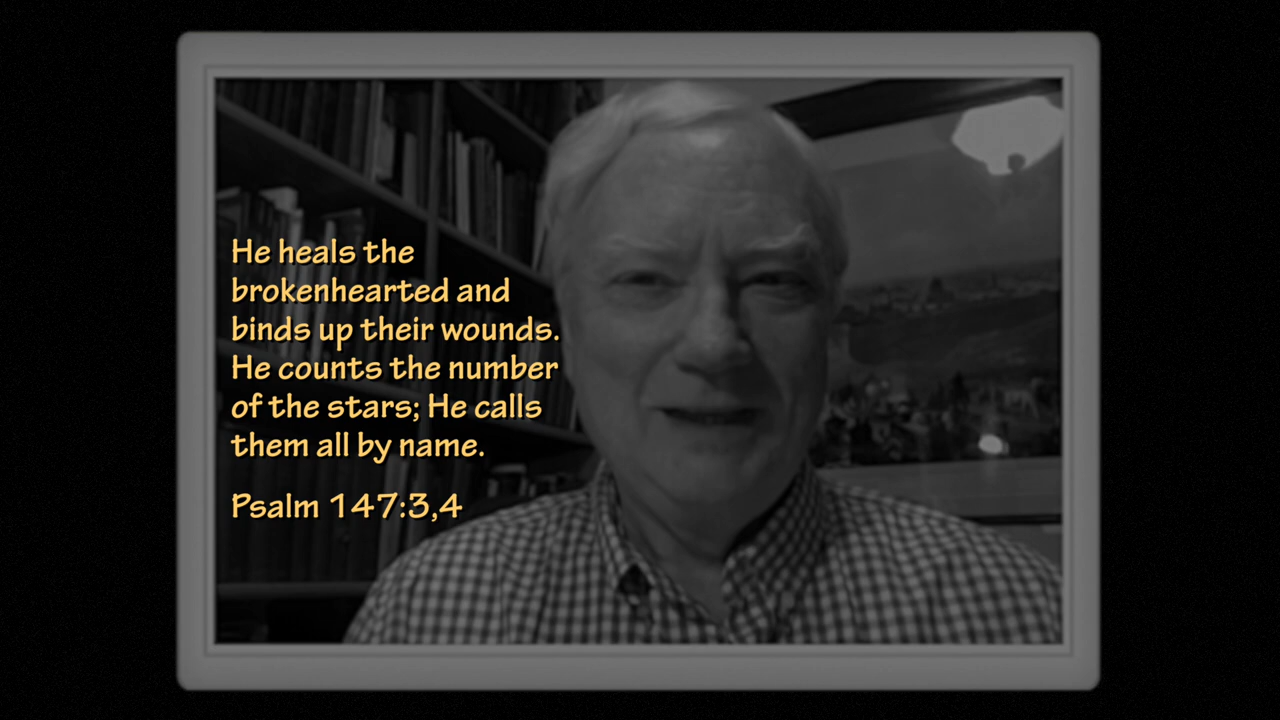 He heals the
brokenhearted and
binds up their wounds.
He counts the number
of the stars; He calls
them all by name.
Psalm 147:3,4